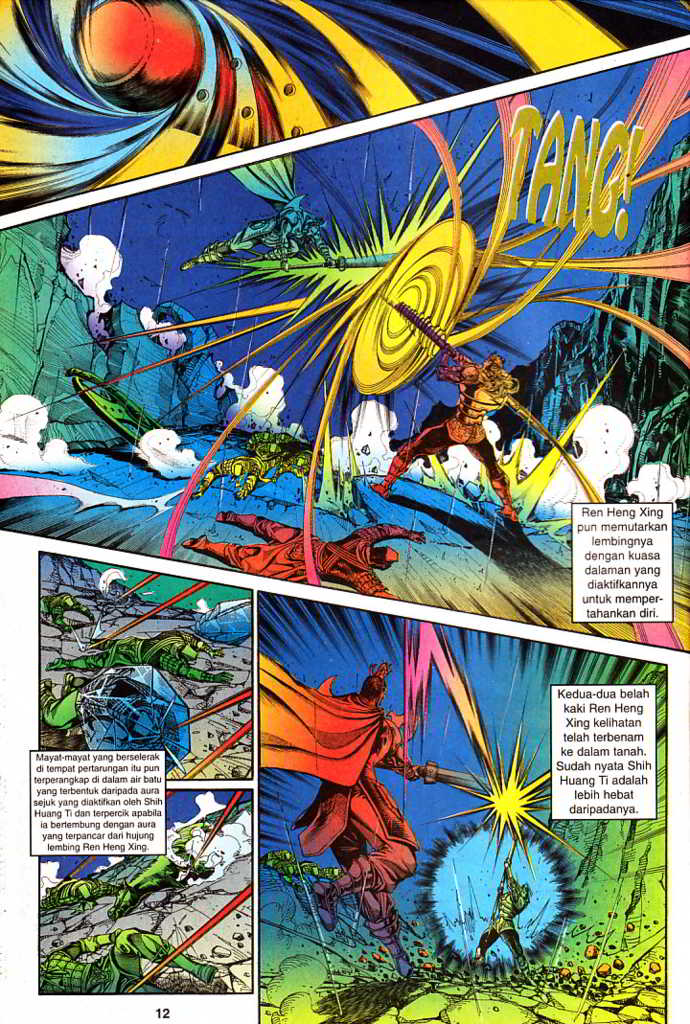 TANG!
Ren Heng Xing
pun memutarkan
lembingnya
dengan kuasa
dalaman yang
diaktifkannya
untuk memper-
tahankan diri.
Mayat-mayat yang berselerak
di tempat pertarungan itu pun
terperangkap di dalam air batu
yang terbentuk daripada aura
sejuk yang diaktifkan oleh Shih
Huang Ti dan terpercik apabila
ia bertembung dengan aura
yang terpancar dari hujung
lembing Ren Heng Xing.
Kedua-dua belah
kaki Ren Heng
Xing kelihatan
telah terbenam
ke dalam tanah.
Sudah nyata Shih
Huang Ti adalah
lebih hebat
daripadanya.
12